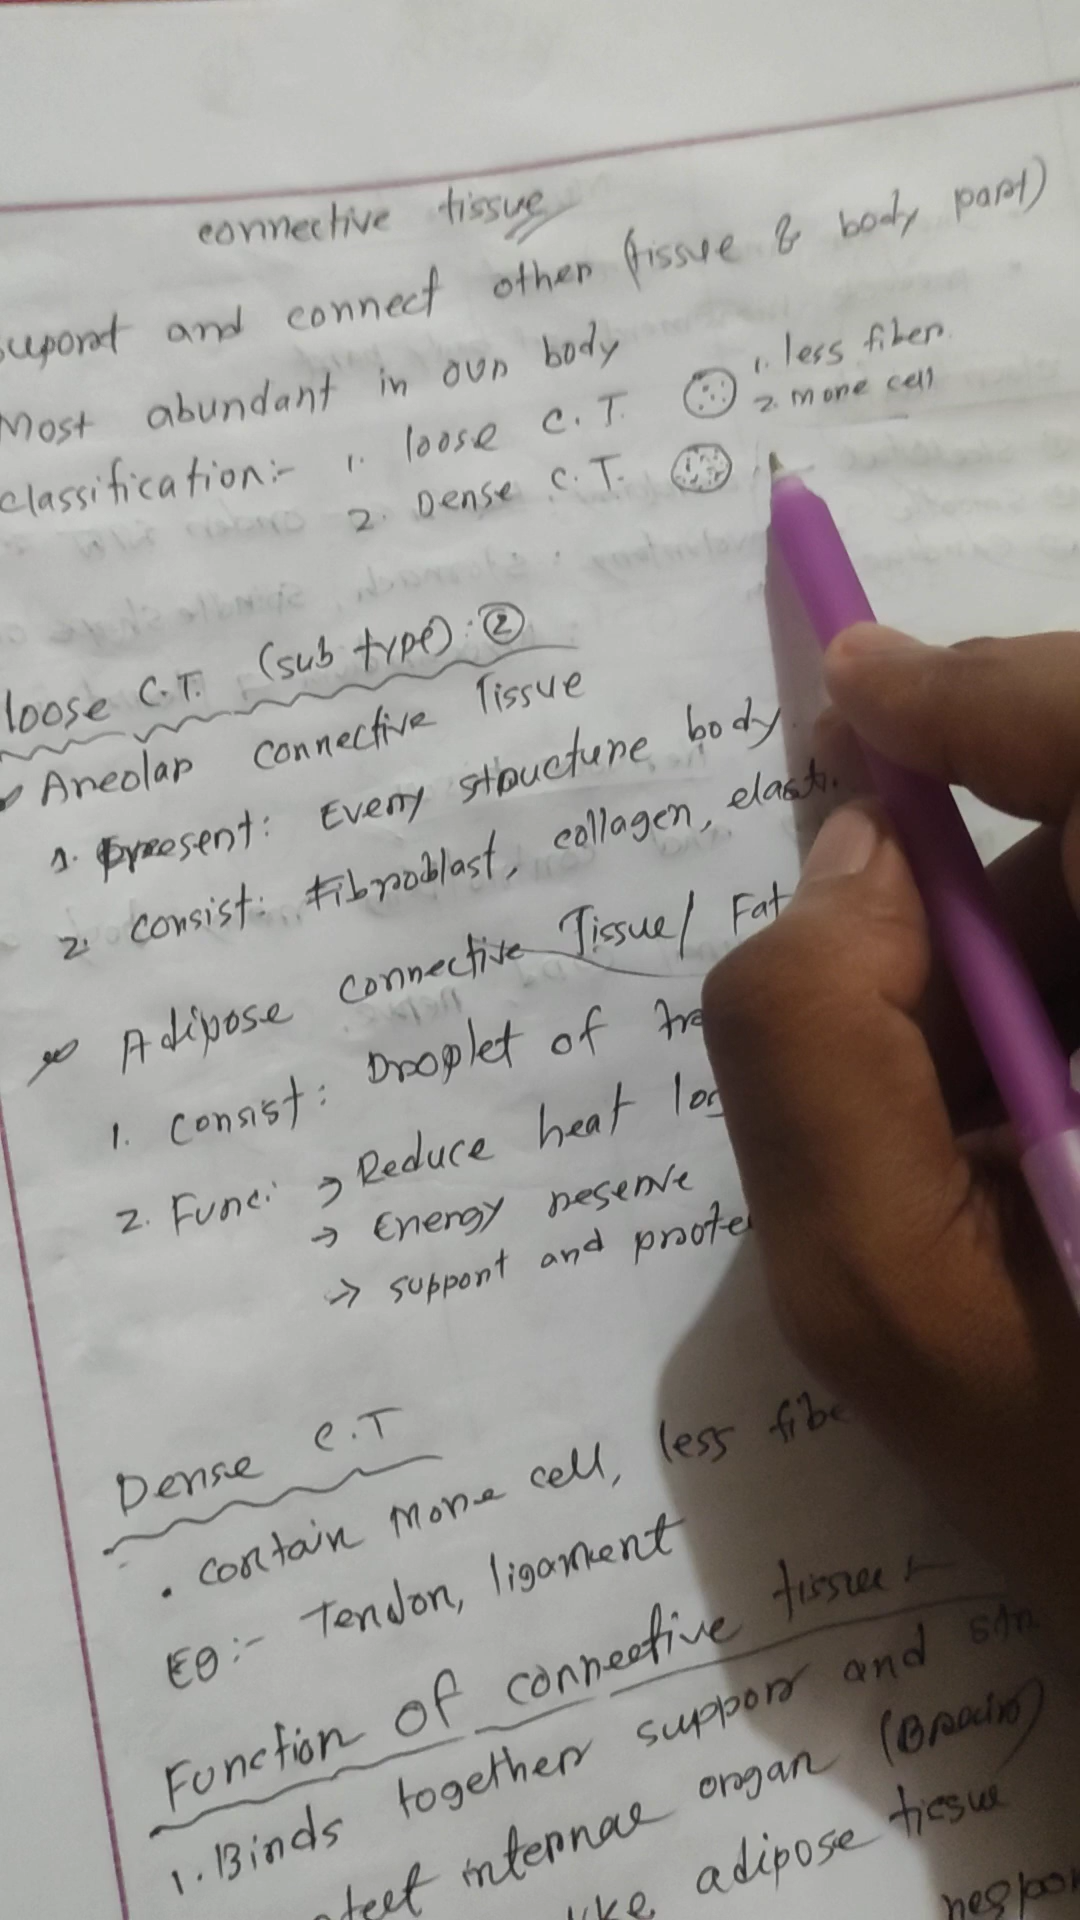 connective tissue
suport and connect other (tissue & body part)
Most abundant in our body
classification:- 1. loose C.T. 1. less fiber.
2. more cell
2. Dense C.T.
loose C.T. (sub type): 2
Areolar Connective Tissue
1. Present: Every structure body.
2. consist: Fibroblast, collagen, elast.
Adipose Connective Tissue/ Fat
1. consist: Droplet of
2. Func: → Reduce heat
→ Energy reserve
→ support and
Dense C.T
. contain more cell, less
EG:- Tendon, ligament
Function of connective tissue :-
1. Binds together support and
internal organ (Brain)
adipose tissue